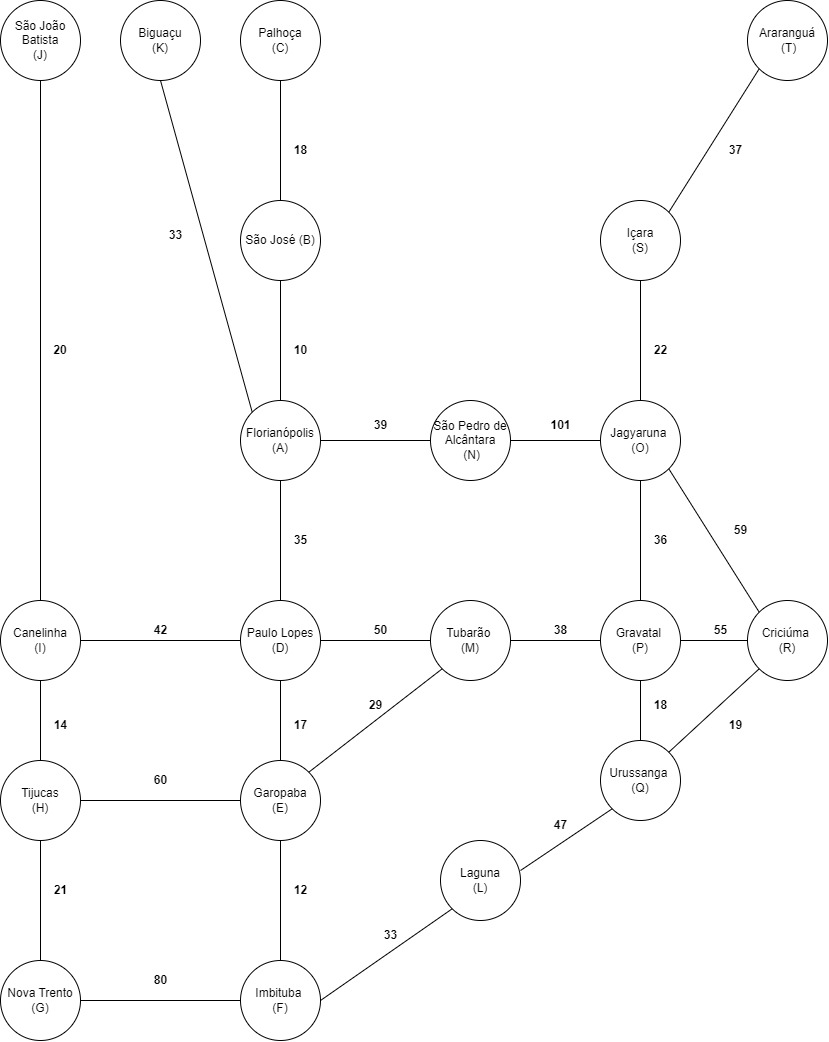 São João
Batista
(J)
Biguaçu
(K)
Palhoça
(C)
Araranguá
(T)
18
37
33
São José (B)
Içara
(S)
20
10
22
Florianópolis
(A)
39
São Pedro de
Alcântara
(N)
101
Jagyaruna
(O)
35
36
59
Canelinha
(I)
42
Paulo Lopes
(D)
50
Tubarão
(M)
38
Gravatal
(P)
55
Criciúma
(R)
14
17
29
18
19
Tijucas
(H)
60
Garopaba
(E)
Urussanga
(Q)
47
21
12
Laguna
(L)
33
Nova Trento
(G)
80
Imbituba
(F)